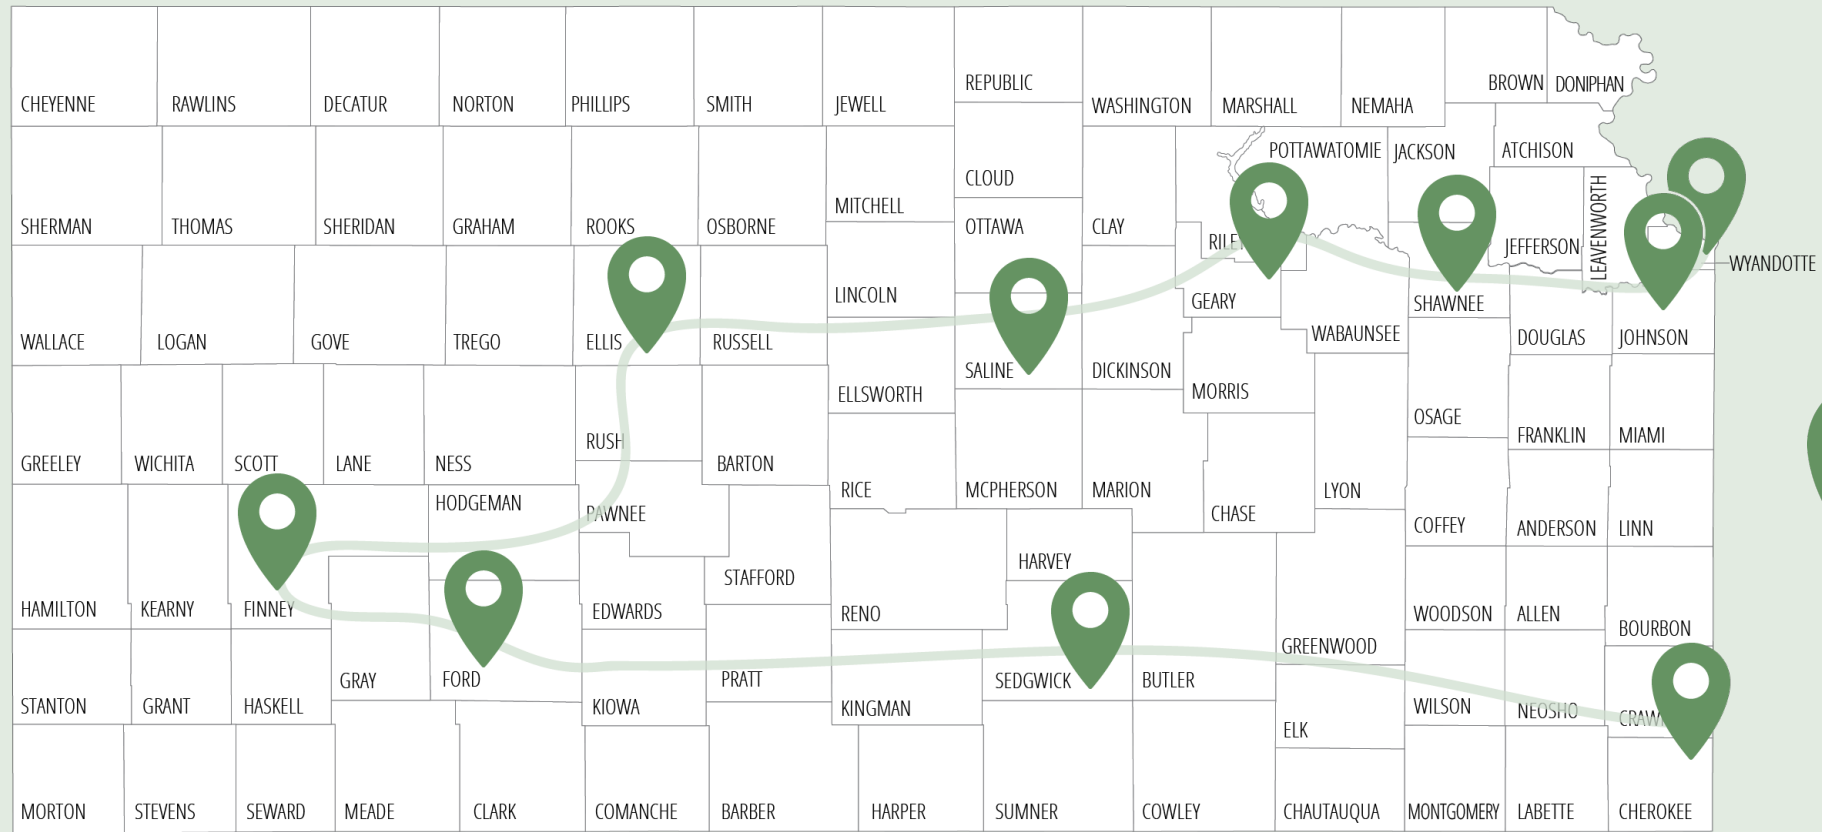 CHEYENNE
RAWLINS
DECATUR
NORTON
PHILLIPS
SMITH
JEWELL
REPUBLIC
WASHINGTON
MARSHALL
NEMAHA
BROWN
DONIPHAN
SHERMAN
THOMAS
SHERIDAN
GRAHAM
ROOKS
OSBORNE
MITCHELL
CLOUD
OTTAWA
CLAY
RILE
POTTAWATOMIE
JACKSON
ATCHISON
JEFFERSON
LEAVENWORTH
WYANDOTTE
WALLACE
LOGAN
GOVE
TREGO
ELLIS
RUSSELL
LINCOLN
SALINE
DICKINSON
GEARY
WABAUNSEE
SHAWNEE
DOUGLAS
JOHNSON
GREELEY
WICHITA
SCOTT
LANE
NESS
RUSH
BARTON
ELLSWORTH
RICE
MCPHERSON
MARION
MORRIS
CHASE
LYON
OSAGE
FRANKLIN
MIAMI
HAMILTON
KEARNY
FINNEY
HODGEMAN
PAWNEE
STAFFORD
EDWARDS
RENO
HARVEY
COFFEY
ANDERSON
LINN
STANTON
GRANT
HASKELL
GRAY
FORD
KIOWA
PRATT
KINGMAN
SEDGWICK
BUTLER
GREENWOOD
WOODSON
ALLEN
BOURBON
WILSON
NEOSHO
CRAW
ELK
MORTON
STEVENS
SEWARD
MEADE
CLARK
COMANCHE
BARBER
HARPER
SUMNER
COWLEY
CHAUTAUQUA
MONTGOMERY
LABETTE
CHEROKEE